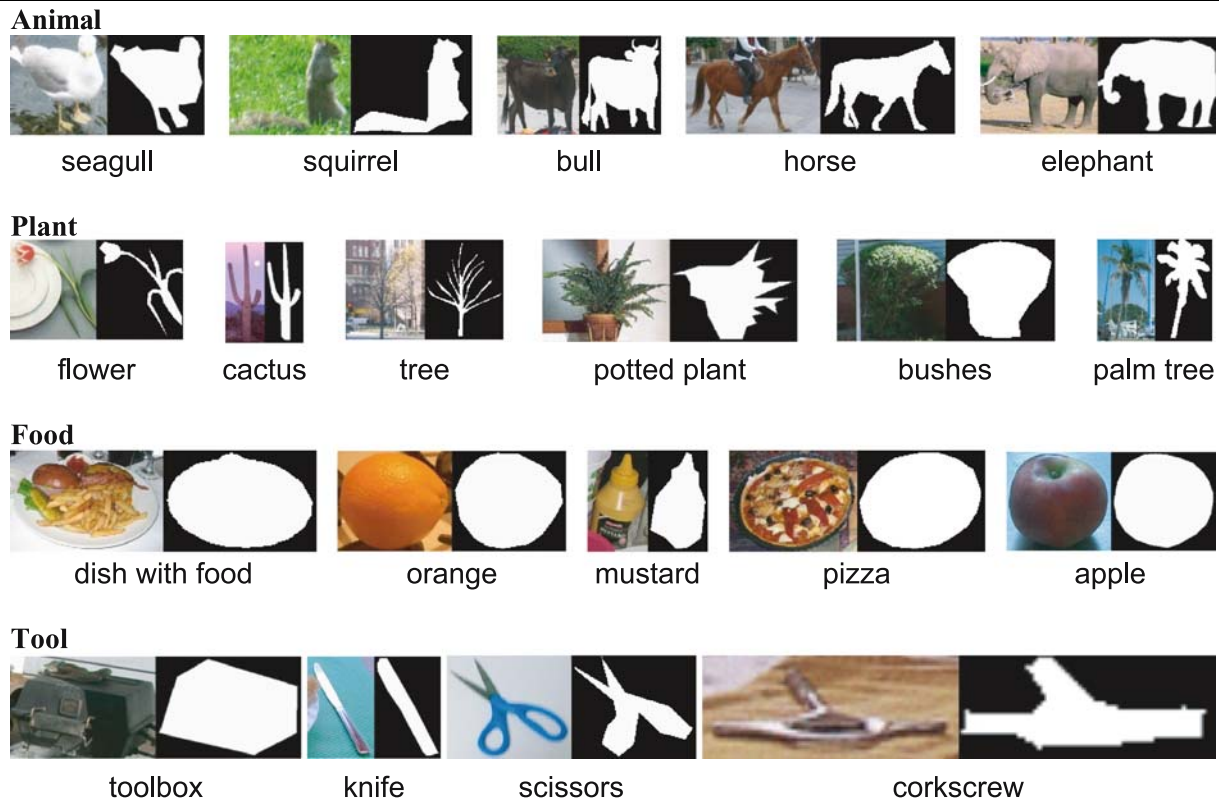 Animal
seagull squirrel bull horse elephant
Plant
flower cactus tree potted plant bushes palm tree
Food
dish with food orange mustard pizza apple
Tool
toolbox knife scissors corkscrew